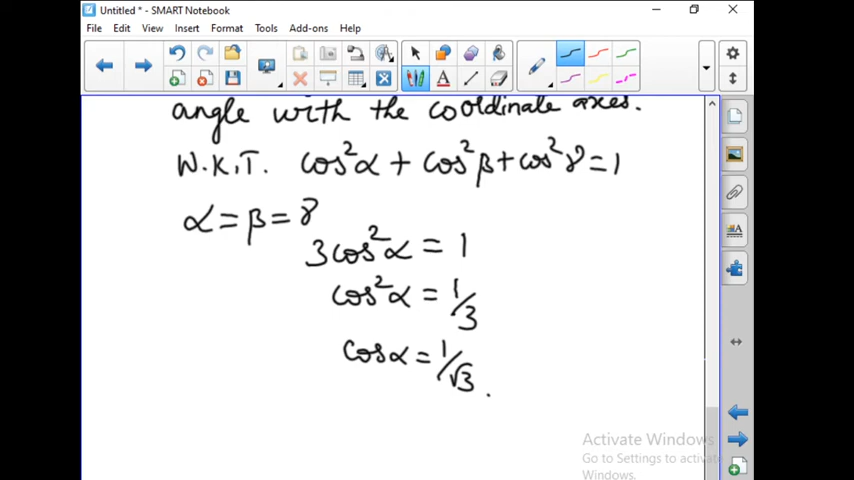 Untitled * - SMART Notebook
File Edit View Insert Format Tools Add-ons Help
angle with the coordinate axes.
W.K.T. cos²α + cos²β + cos²γ = 1
α = β = γ
3cos²α = 1
cos²α = 1/3
cosα = 1/√3 .
Activate Windows
Go to Settings to activate
Windows.